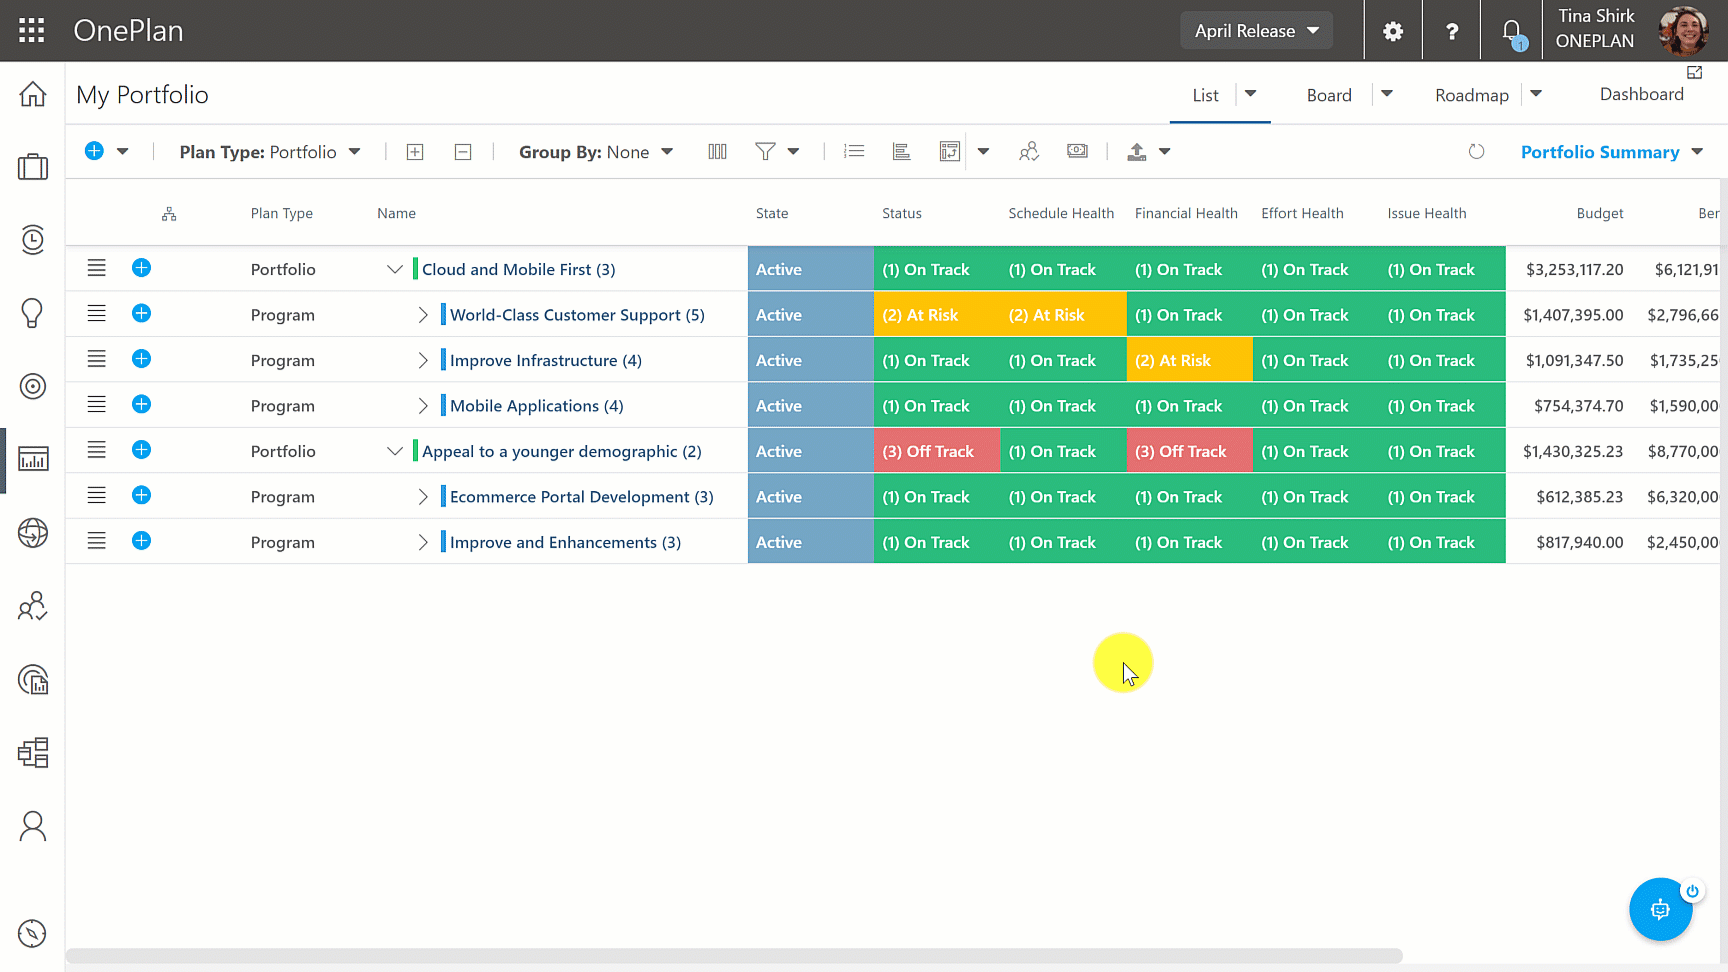 OnePlan
April Release
?
1
Tina Shirk
ONEPLAN
My Portfolio
List
Board
Roadmap
Dashboard
Plan Type: Portfolio
Group By: None
Portfolio Summary
Plan Type Name State Status Schedule Health Financial Health Effort Health Issue Health Budget Ber
Portfolio Cloud and Mobile First (3) Active (1) On Track (1) On Track (1) On Track (1) On Track (1) On Track $3,253,117.20 $6,121,91
Program World-Class Customer Support (5) Active (2) At Risk (2) At Risk (1) On Track (1) On Track (1) On Track $1,407,395.00 $2,796,66
Program Improve Infrastructure (4) Active (1) On Track (1) On Track (2) At Risk (1) On Track (1) On Track $1,091,347.50 $1,735,25
Program Mobile Applications (4) Active (1) On Track (1) On Track (1) On Track (1) On Track (1) On Track $754,374.70 $1,590,00
Portfolio Appeal to a younger demographic (2) Active (3) Off Track (1) On Track (3) Off Track (1) On Track (1) On Track $1,430,325.23 $8,770,00
Program Ecommerce Portal Development (3) Active (1) On Track (1) On Track (1) On Track (1) On Track (1) On Track $612,385.23 $6,320,00
Program Improve and Enhancements (3) Active (1) On Track (1) On Track (1) On Track (1) On Track (1) On Track $817,940.00 $2,450,00